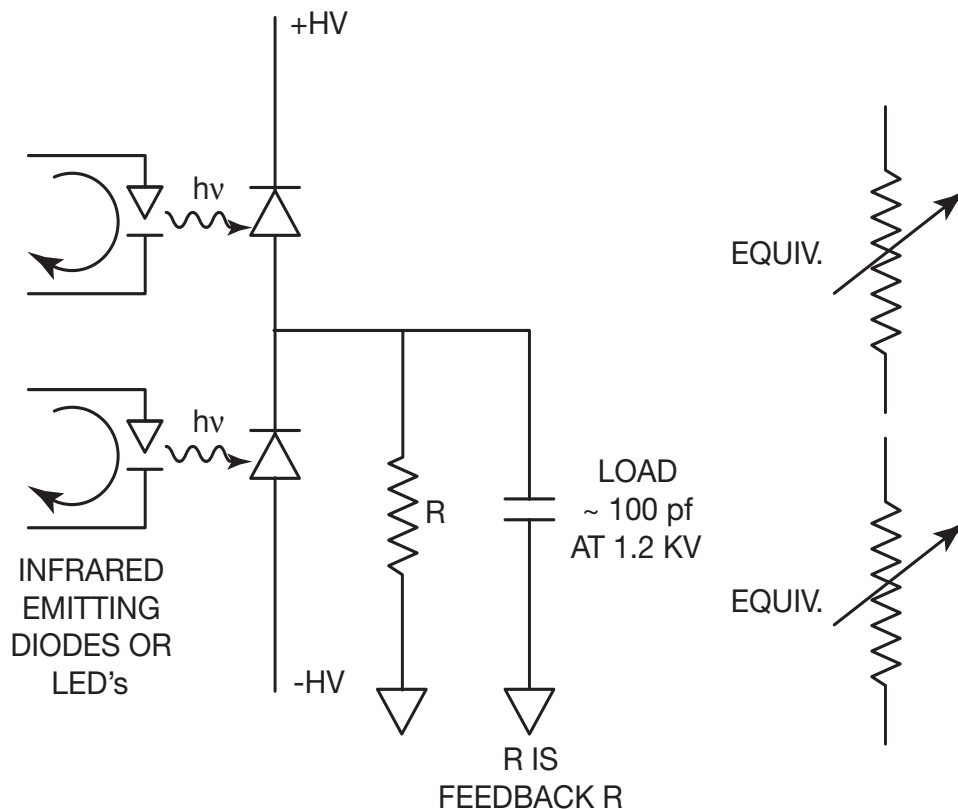 +HV
hν
EQUIV.
hν
LOAD
~ 100 pf
AT 1.2 KV
R
INFRARED
EMITTING
DIODES OR
LED's
EQUIV.
-HV
R IS
FEEDBACK R